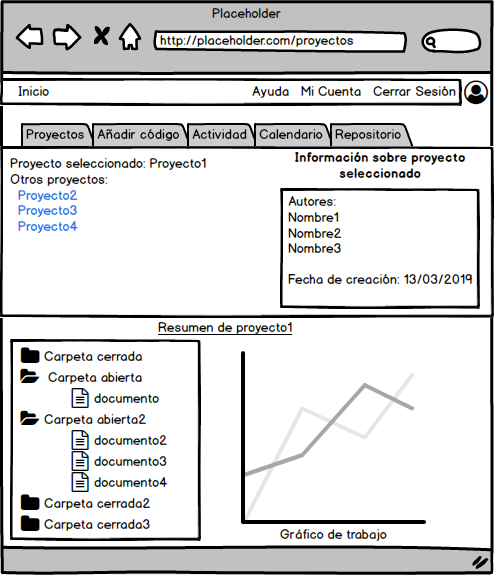 Placeholder
http://placeholder.com/proyectos
Inicio Ayuda Mi Cuenta Cerrar Sesión
Proyectos Añadir código Actividad Calendario Repositorio
Proyecto seleccionado: Proyecto1
Otros proyectos:
Proyecto2
Proyecto3
Proyecto4
Información sobre proyecto
seleccionado
Autores:
Nombre1
Nombre2
Nombre3
Fecha de creación: 13/03/2019
Resumen de proyecto1
Carpeta cerrada
Carpeta abierta
documento
Carpeta abierta2
documento2
documento3
documento4
Carpeta cerrada2
Carpeta cerrada3
Gráfico de trabajo